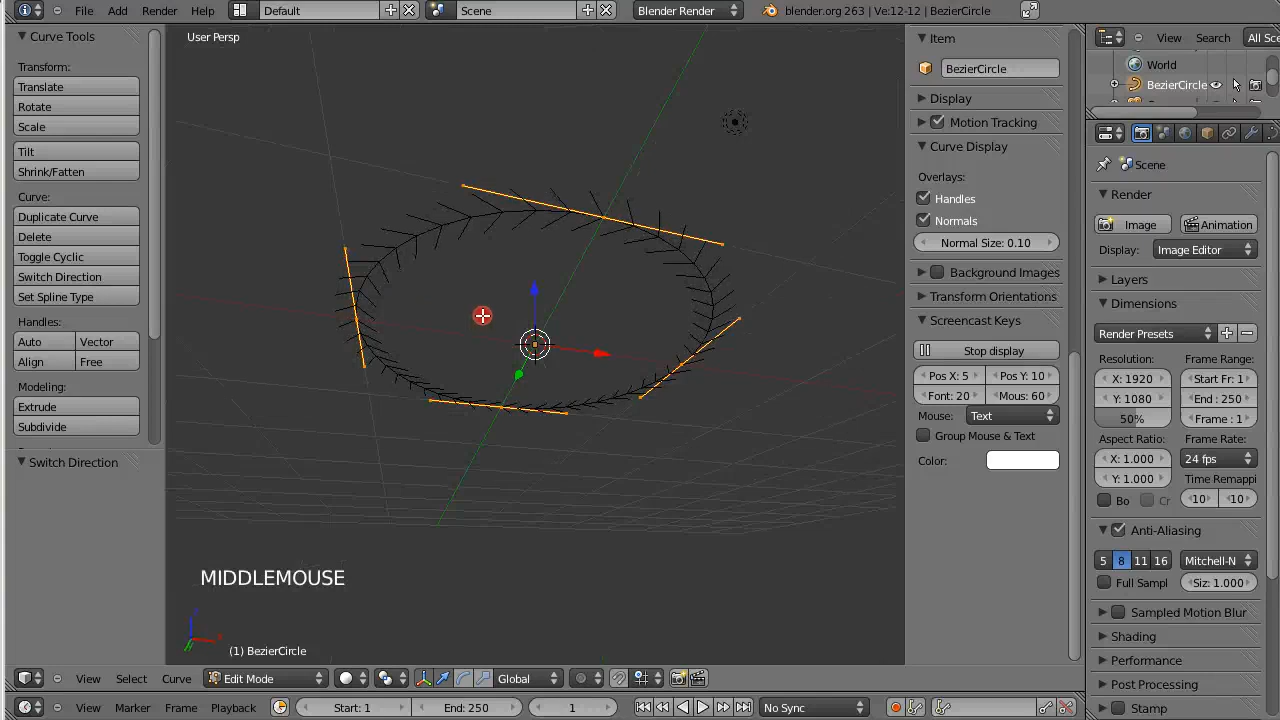 File Add Render Help Default Scene Blender Render blender.org 263 | Ve:12-12 | BezierCircle
Curve Tools
Transform:
Translate
Rotate
Scale
Tilt
Shrink/Fatten
Curve:
Duplicate Curve
Delete
Toggle Cyclic
Switch Direction
Set Spline Type
Handles:
Auto Vector
Align Free
Modeling:
Extrude
Subdivide
Switch Direction
User Persp
MIDDLEMOUSE
(1) BezierCircle
View Select Curve Edit Mode Global
Item
BezierCircle
Display
Motion Tracking
Curve Display
Overlays:
Handles
Normals
Normal Size: 0.10
Background Images
Transform Orientations
Screencast Keys
Stop display
Pos X: 5 Pos Y: 10
Font: 20 Mous: 60
Mouse: Text
Group Mouse & Text
Color:
View Search All Sce
World
BezierCircle
Scene
Render
Image Animation
Display: Image Editor
Layers
Dimensions
Render Presets
Resolution: Frame Range:
X: 1920 Start Fr: 1
Y: 1080 End : 250
50% Frame : 1
Aspect Ratio: Frame Rate:
X: 1.000 24 fps
Y: 1.000 Time Remappi
Bo Cr 10 10
Anti-Aliasing
5 8 11 16 Mitchell-N
Full Sampl Siz: 1.000
Sampled Motion Blur
Shading
Performance
Post Processing
Stamp
View Marker Frame Playback Start: 1 End: 250 1 No Sync